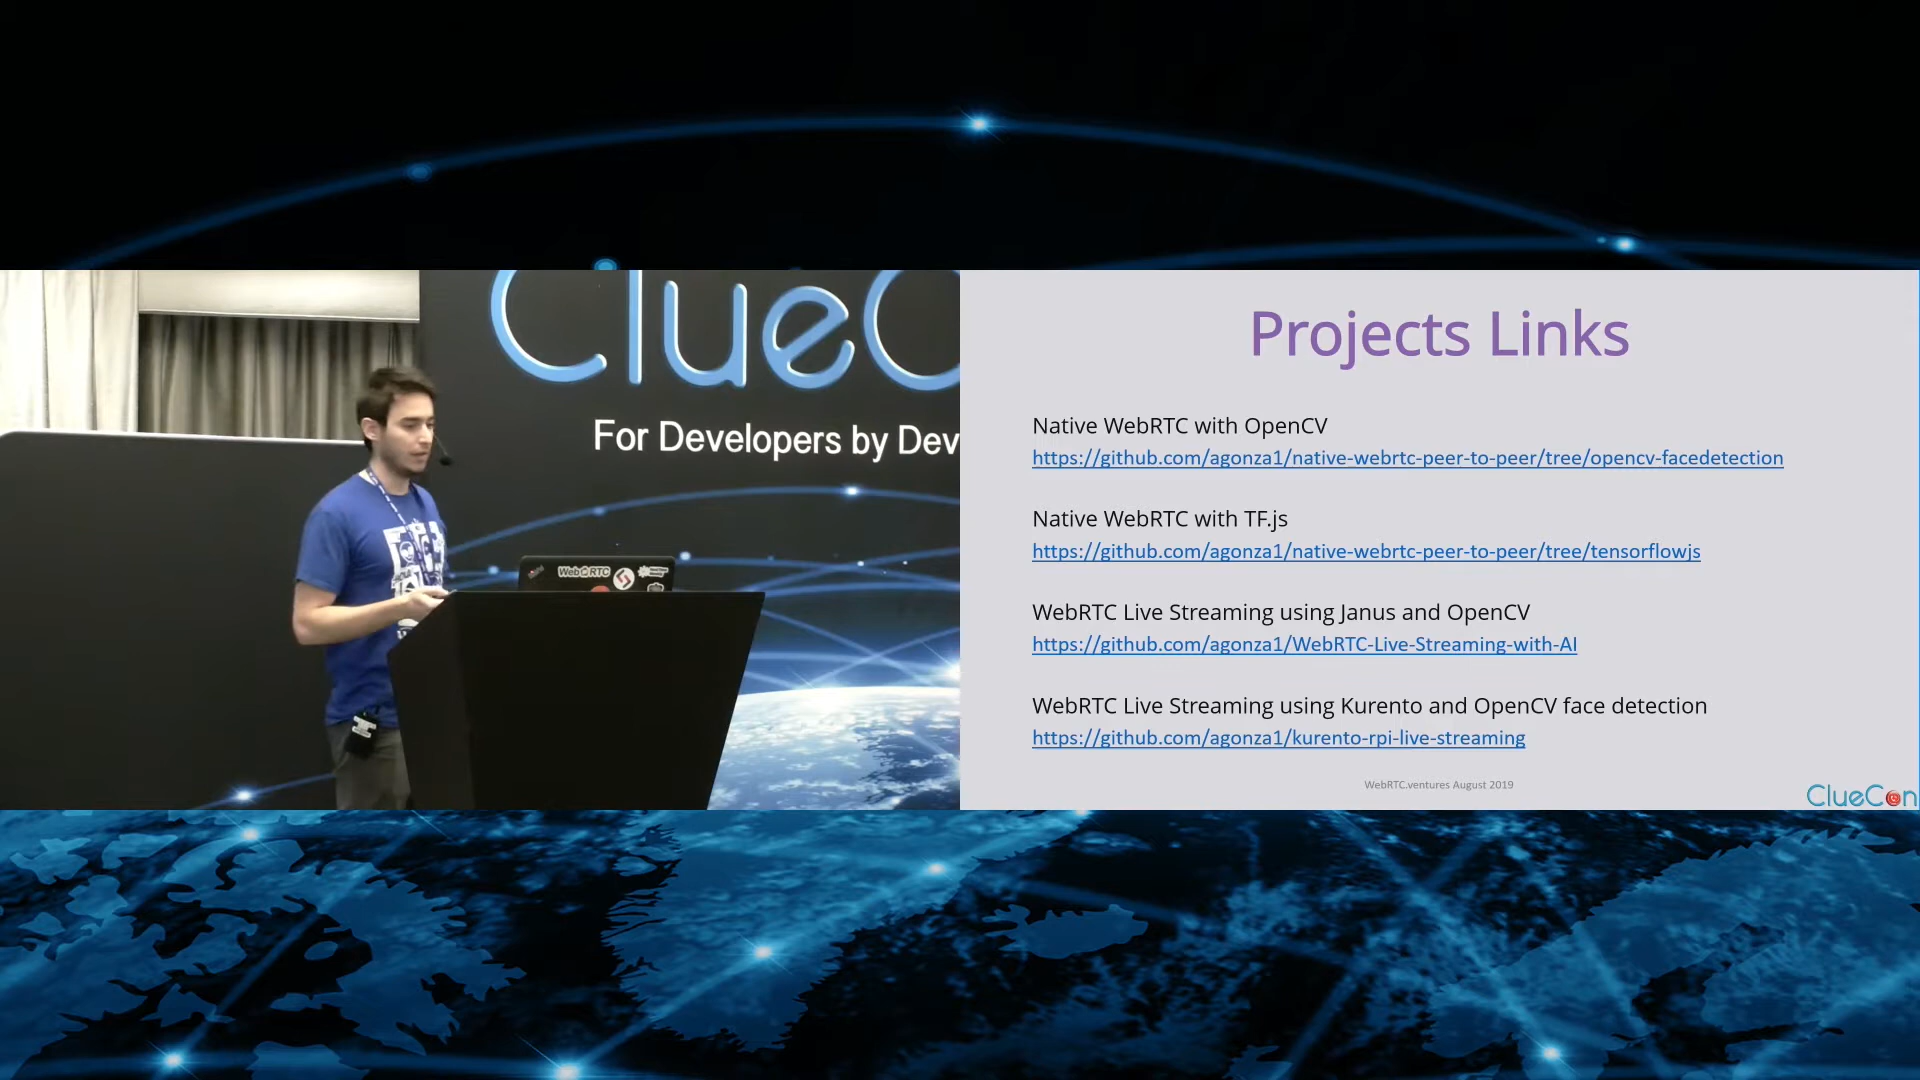 ClueC
For Developers by Dev
WebRTC
Projects Links
Native WebRTC with OpenCV
https://github.com/agonza1/native-webrtc-peer-to-peer/tree/opencv-facedetection
Native WebRTC with TF.js
https://github.com/agonza1/native-webrtc-peer-to-peer/tree/tensorflowjs
WebRTC Live Streaming using Janus and OpenCV
https://github.com/agonza1/WebRTC-Live-Streaming-with-AI
WebRTC Live Streaming using Kurento and OpenCV face detection
https://github.com/agonza1/kurento-rpi-live-streaming
WebRTC.ventures August 2019
ClueCon